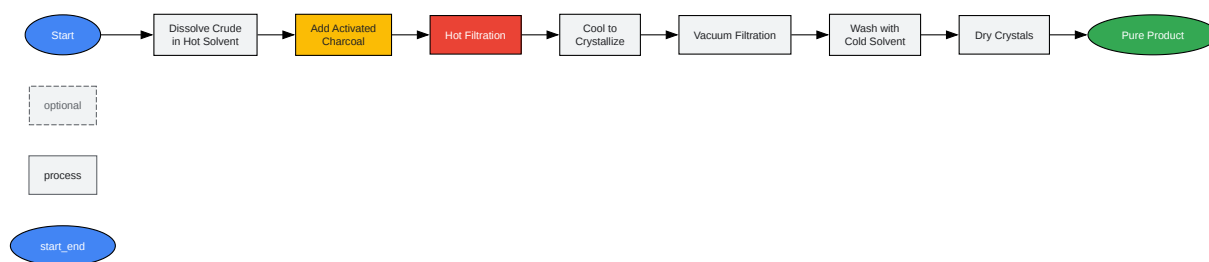 Start
Dissolve Crude
in Hot Solvent
Add Activated
Charcoal
Hot Filtration
Cool to
Crystallize
Vacuum Filtration
Wash with
Cold Solvent
Dry Crystals
Pure Product
optional
process
start_end